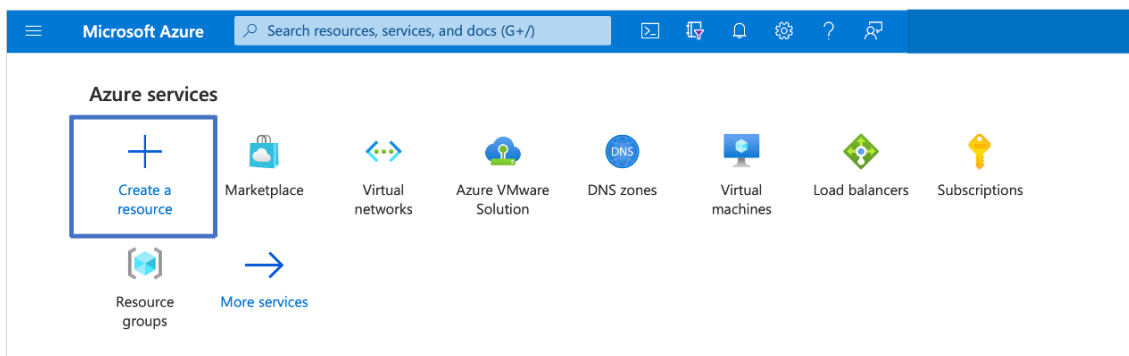 Microsoft Azure
Search resources, services, and docs (G+/)
Azure services
Create a
resource
Marketplace
Virtual
networks
Azure VMware
Solution
DNS
DNS zones
Virtual
machines
Load balancers
Subscriptions
Resource
groups
More services